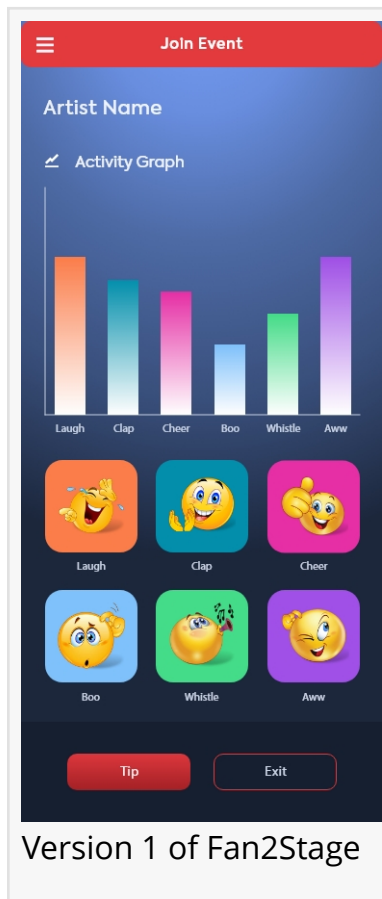 Join Event
Artist Name
Activity Graph
Laugh Clap Cheer Boo Whistle Aww
Laugh Clap Cheer
Boo Whistle Aww
Tip Exit
Version 1 of Fan2Stage